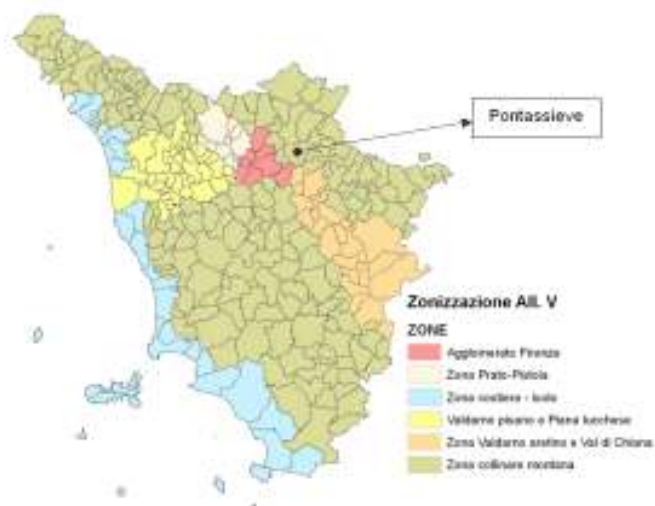 Pontassieve
Zonizzazione All. V
ZONE
Agglomerato Firenze
Zona Prato-Pistoia
Zona costiera - Isole
Valdarno pisano e Piana lucchese
Zona Valdarno aretino e Val di Chiana
Zona collinare montana